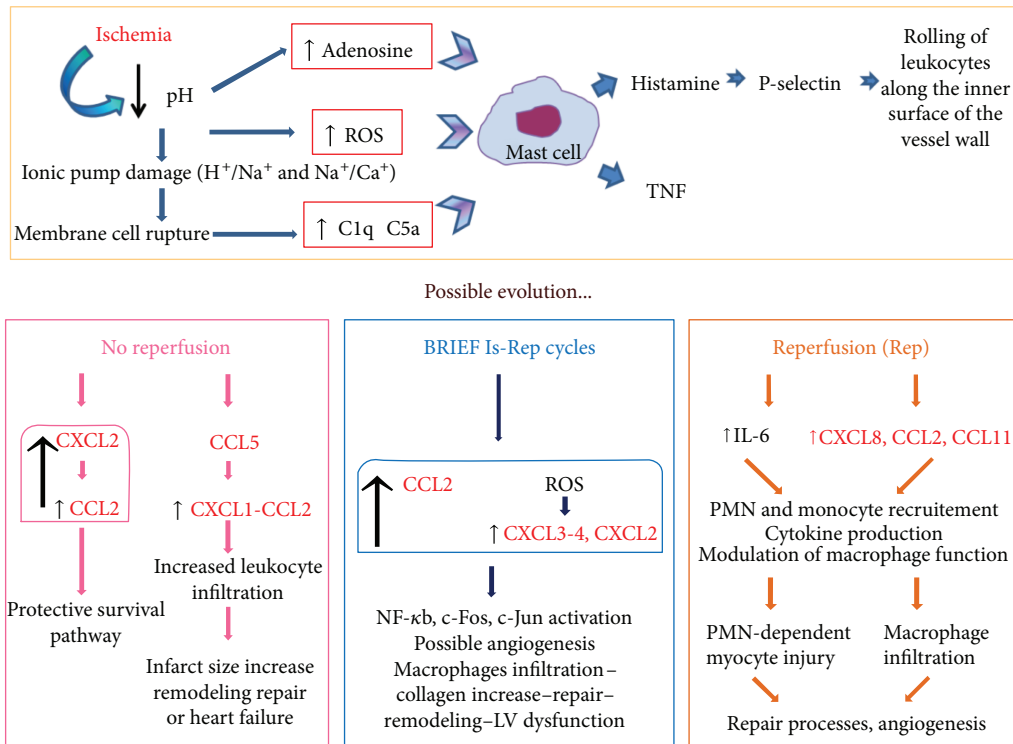 Ischemia
pH
↑ Adenosine
↑ ROS
Ionic pump damage (H⁺/Na⁺ and Na⁺/Ca⁺)
Membrane cell rupture
↑ C1q C5a
Mast cell
Histamine
P-selectin
TNF
Rolling of
leukocytes
along the inner
surface of the
vessel wall
Possible evolution...
No reperfusion
CXCL2
↑ CCL2
Protective survival
pathway
CCL5
↑ CXCL1-CCL2
Increased leukocyte
infiltration
Infarct size increase
remodeling repair
or heart failure
BRIEF Is-Rep cycles
CCL2
ROS
↑ CXCL3-4, CXCL2
NF-κb, c-Fos, c-Jun activation
Possible angiogenesis
Macrophages infiltration–
collagen increase–repair–
remodeling–LV dysfunction
Reperfusion (Rep)
↑IL-6
↑CXCL8, CCL2, CCL11
PMN and monocyte recruitement
Cytokine production
Modulation of macrophage function
PMN-dependent
myocyte injury
Macrophage
infiltration
Repair processes, angiogenesis